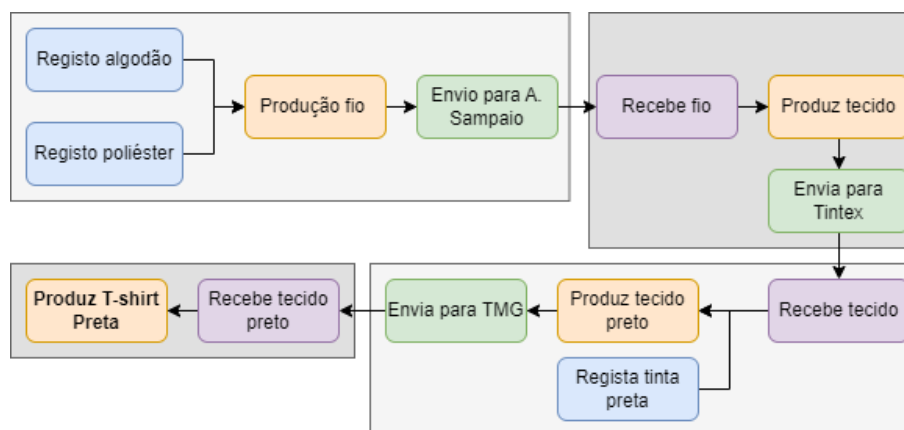 Registo algodão
Registo poliéster
Produção fio
Envio para A.
Sampaio
Recebe fio
Produz tecido
Envia para
Tintex
Recebe tecido
Regista tinta
preta
Produz tecido
preto
Envia para TMG
Recebe tecido
preto
Produz T-shirt
Preta